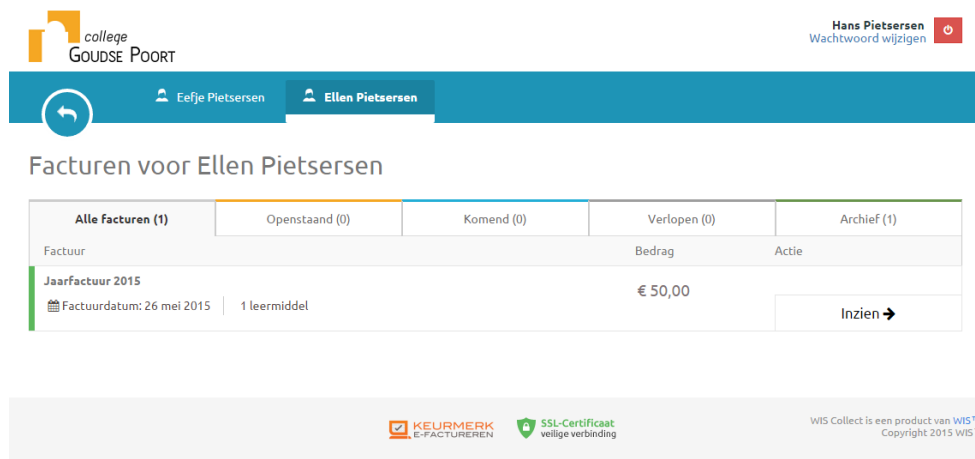 college
GOUDSE POORT
Hans Pietsersen
Wachtwoord wijzigen
Eefje Pietsersen
Ellen Pietsersen
Facturen voor Ellen Pietsersen
Alle facturen (1) Openstaand (0) Komend (0) Verlopen (0) Archief (1)
Factuur Bedrag Actie
Jaarfactuur 2015
€ 50,00
Factuurdatum: 26 mei 2015 1 leermiddel
Inzien
KEURMERK
E-FACTUREREN
SSL-Certificaat
veilige verbinding
WIS Collect is een product van WIS
Copyright 2015 WIS